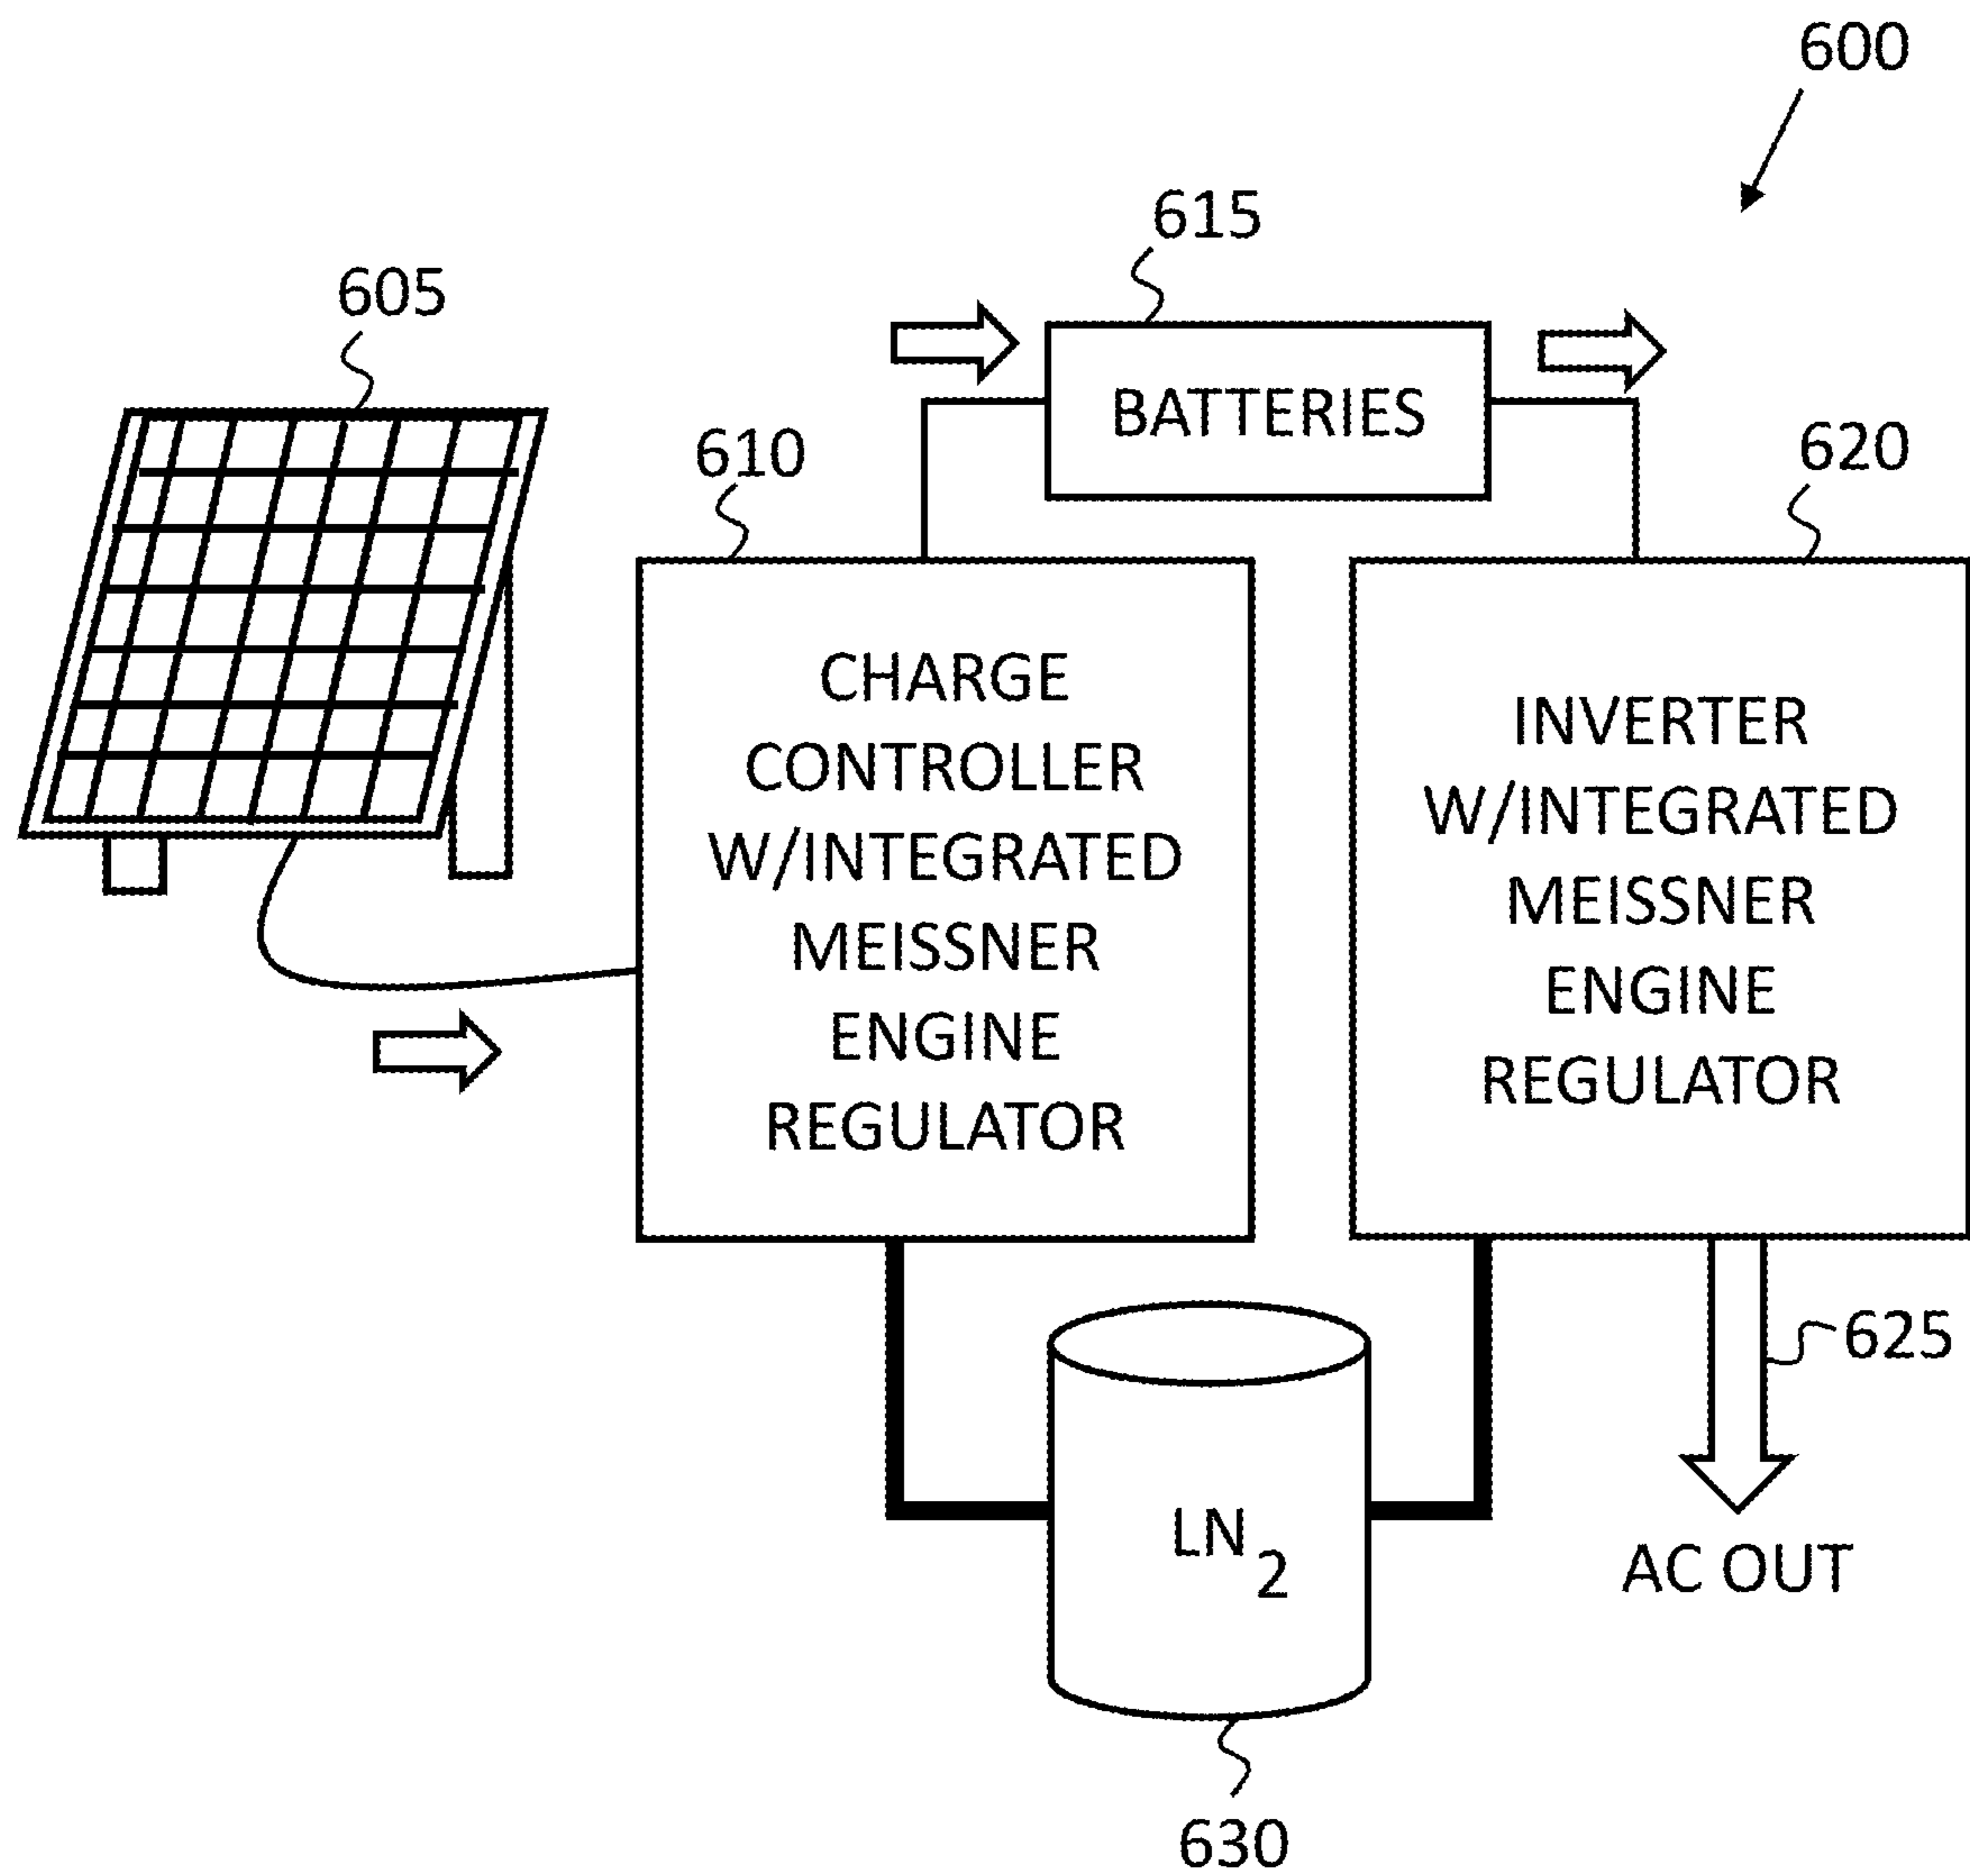 600
615
605
BATTERIES
610
620
CHARGE
CONTROLLER
W/INTEGRATED
MEISSNER
ENGINE
REGULATOR
INVERTER
W/INTEGRATED
MEISSNER
ENGINE
REGULATOR
625
LN2
AC OUT
630